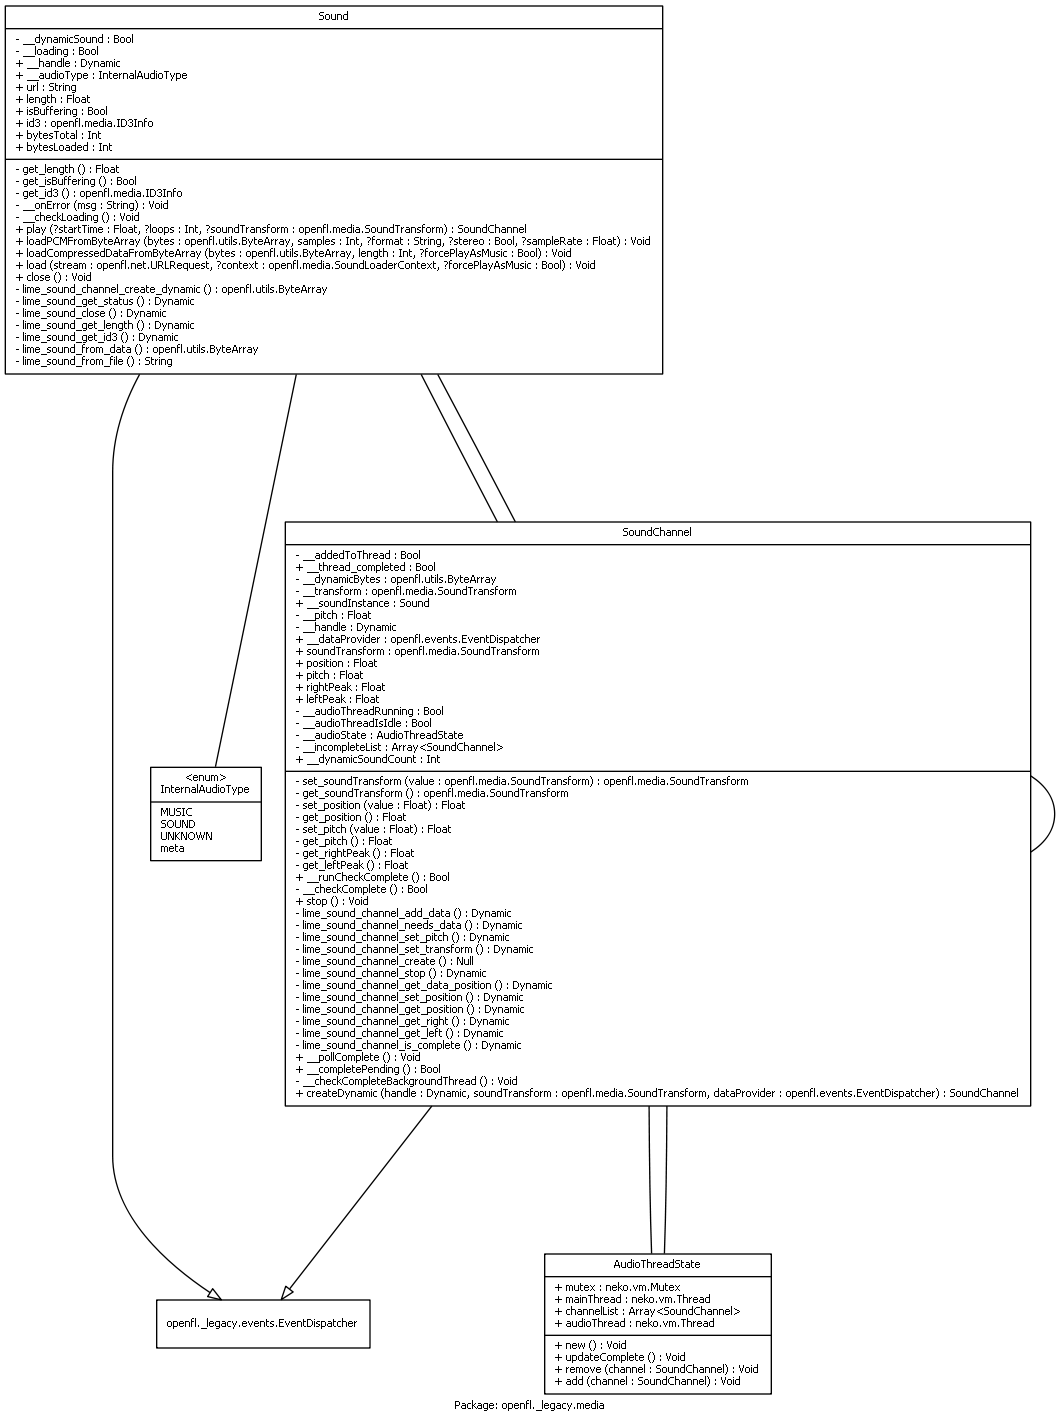 Sound
- __dynamicSound : Bool
- __loading : Bool
+ __handle : Dynamic
+ __audioType : InternalAudioType
+ url : String
+ length : Float
+ isBuffering : Bool
+ id3 : openfl.media.ID3Info
+ bytesTotal : Int
+ bytesLoaded : Int
- get_length () : Float
- get_isBuffering () : Bool
- get_id3 () : openfl.media.ID3Info
- __onError (msg : String) : Void
- __checkLoading () : Void
+ play (?startTime : Float, ?loops : Int, ?soundTransform : openfl.media.SoundTransform) : SoundChannel
+ loadPCMFromByteArray (bytes : openfl.utils.ByteArray, samples : Int, ?format : String, ?stereo : Bool, ?sampleRate : Float) : Void
+ loadCompressedDataFromByteArray (bytes : openfl.utils.ByteArray, length : Int, ?forcePlayAsMusic : Bool) : Void
+ load (stream : openfl.net.URLRequest, ?context : openfl.media.SoundLoaderContext, ?forcePlayAsMusic : Bool) : Void
+ close () : Void
- lime_sound_channel_create_dynamic () : openfl.utils.ByteArray
- lime_sound_get_status () : Dynamic
- lime_sound_close () : Dynamic
- lime_sound_get_length () : Dynamic
- lime_sound_get_id3 () : Dynamic
- lime_sound_from_data () : openfl.utils.ByteArray
- lime_sound_from_file () : String
SoundChannel
- __addedToThread : Bool
+ __thread_completed : Bool
- __dynamicBytes : openfl.utils.ByteArray
- __transform : openfl.media.SoundTransform
+ __soundInstance : Sound
- __pitch : Float
- __handle : Dynamic
+ __dataProvider : openfl.events.EventDispatcher
+ soundTransform : openfl.media.SoundTransform
+ position : Float
+ pitch : Float
+ rightPeak : Float
+ leftPeak : Float
- __audioThreadRunning : Bool
- __audioThreadIsIdle : Bool
- __audioState : AudioThreadState
- __incompleteList : Array<SoundChannel>
+ __dynamicSoundCount : Int
- set_soundTransform (value : openfl.media.SoundTransform) : openfl.media.SoundTransform
- get_soundTransform () : openfl.media.SoundTransform
- set_position (value : Float) : Float
- get_position () : Float
- set_pitch (value : Float) : Float
- get_pitch () : Float
- get_rightPeak () : Float
- get_leftPeak () : Float
+ __runCheckComplete () : Bool
- __checkComplete () : Bool
+ stop () : Void
- lime_sound_channel_add_data () : Dynamic
- lime_sound_channel_needs_data () : Dynamic
- lime_sound_channel_set_pitch () : Dynamic
- lime_sound_channel_set_transform () : Dynamic
- lime_sound_channel_create () : Null
- lime_sound_channel_stop () : Dynamic
- lime_sound_channel_get_data_position () : Dynamic
- lime_sound_channel_set_position () : Dynamic
- lime_sound_channel_get_position () : Dynamic
- lime_sound_channel_get_right () : Dynamic
- lime_sound_channel_get_left () : Dynamic
- lime_sound_channel_is_complete () : Dynamic
+ __pollComplete () : Void
+ __completePending () : Bool
- __checkCompleteBackgroundThread () : Void
+ createDynamic (handle : Dynamic, soundTransform : openfl.media.SoundTransform, dataProvider : openfl.events.EventDispatcher) : SoundChannel
<enum>
InternalAudioType
MUSIC
SOUND
UNKNOWN
meta
openfl._legacy.events.EventDispatcher
AudioThreadState
+ mutex : neko.vm.Mutex
+ mainThread : neko.vm.Thread
+ channelList : Array<SoundChannel>
+ audioThread : neko.vm.Thread
+ new () : Void
+ updateComplete () : Void
+ remove (channel : SoundChannel) : Void
+ add (channel : SoundChannel) : Void
Package: openfl._legacy.media